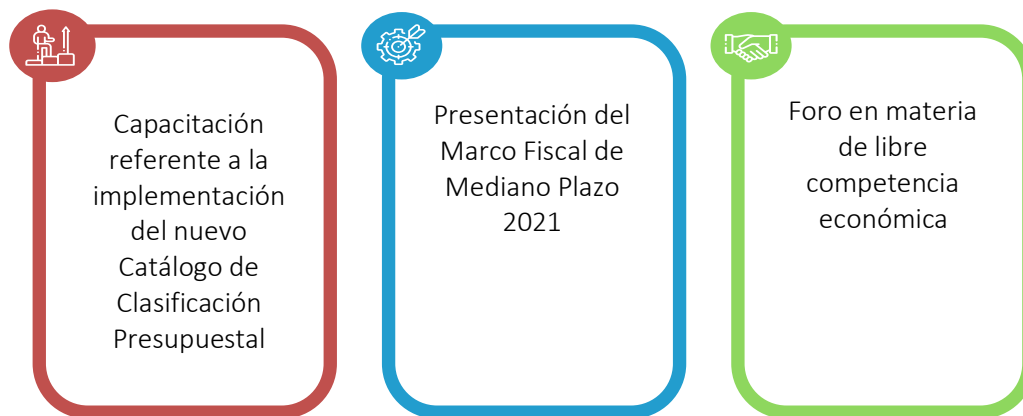 Capacitación
referente a la
implementación
del nuevo
Catálogo de
Clasificación
Presupuestal
Presentación del
Marco Fiscal de
Mediano Plazo
2021
Foro en materia
de libre
competencia
económica